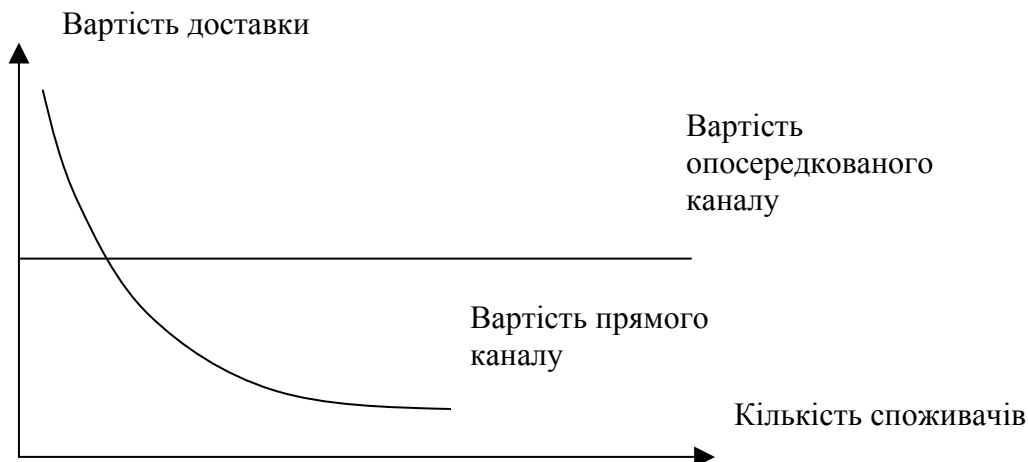 Вартість доставки
Вартість
опосередкованого
каналу
Вартість прямого
каналу
Кількість споживачів